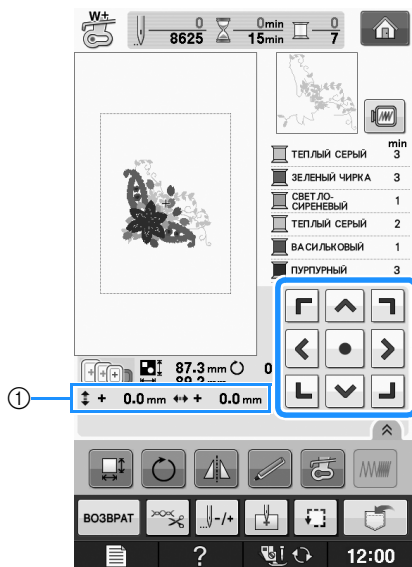 W±
0 0min 0
8625 15min 7
min
ТЕПЛЫЙ СЕРЫЙ 3
ЗЕЛЕНЫЙ ЧИРКА 3
СВЕТЛО-
СИРЕНЕВЫЙ 1
ТЕПЛЫЙ СЕРЫЙ 2
ВАСИЛЬКОВЫЙ 1
ПУРПУРНЫЙ 3
87.3 mm 0
1
+ 0.0 mm + 0.0 mm
ВОЗВРАТ
-/+
? 12:00